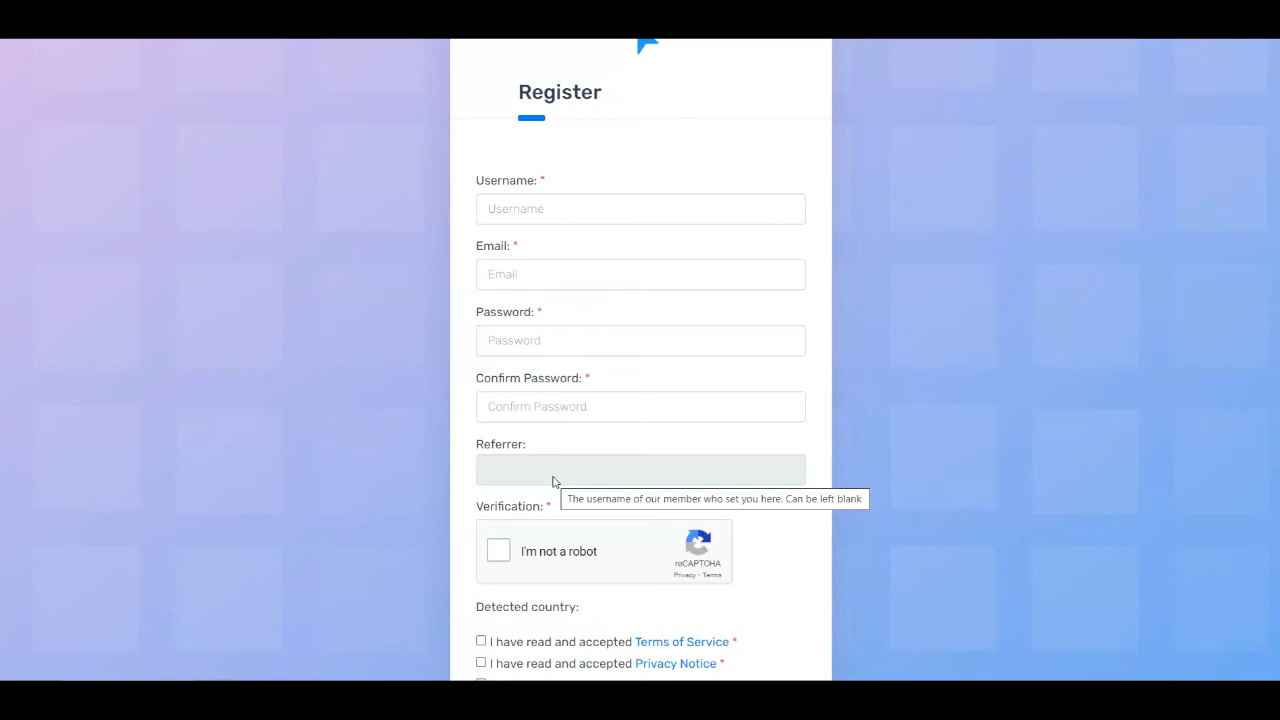 Register
Username: *
Username
Email: *
Email
Password: *
Password
Confirm Password: *
Confirm Password
Referrer:
The username of our member who set you here. Can be left blank
Verification: *
I'm not a robot
reCAPTCHA
Privacy - Terms
Detected country:
I have read and accepted Terms of Service *
I have read and accepted Privacy Notice *